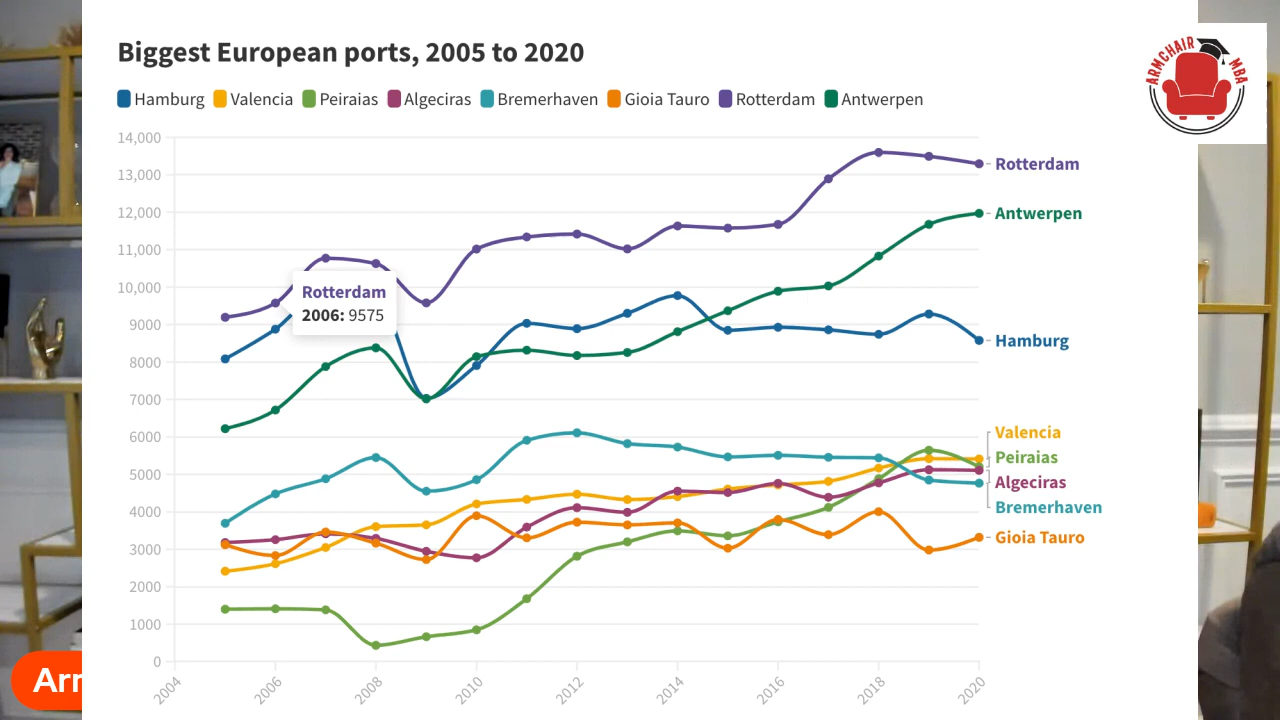 Biggest European ports, 2005 to 2020
ARMCHAIR MBA
Hamburg Valencia Peiraias Algeciras Bremerhaven Gioia Tauro Rotterdam Antwerpen
14,000
13,000
12,000
11,000
10,000
9000
8000
7000
6000
5000
4000
3000
2000
1000
0
Rotterdam
2006: 9575
Rotterdam
Antwerpen
Hamburg
Valencia
Peiraias
Algeciras
Bremerhaven
Gioia Tauro
2004 2006 2008 2010 2012 2014 2016 2018 2020